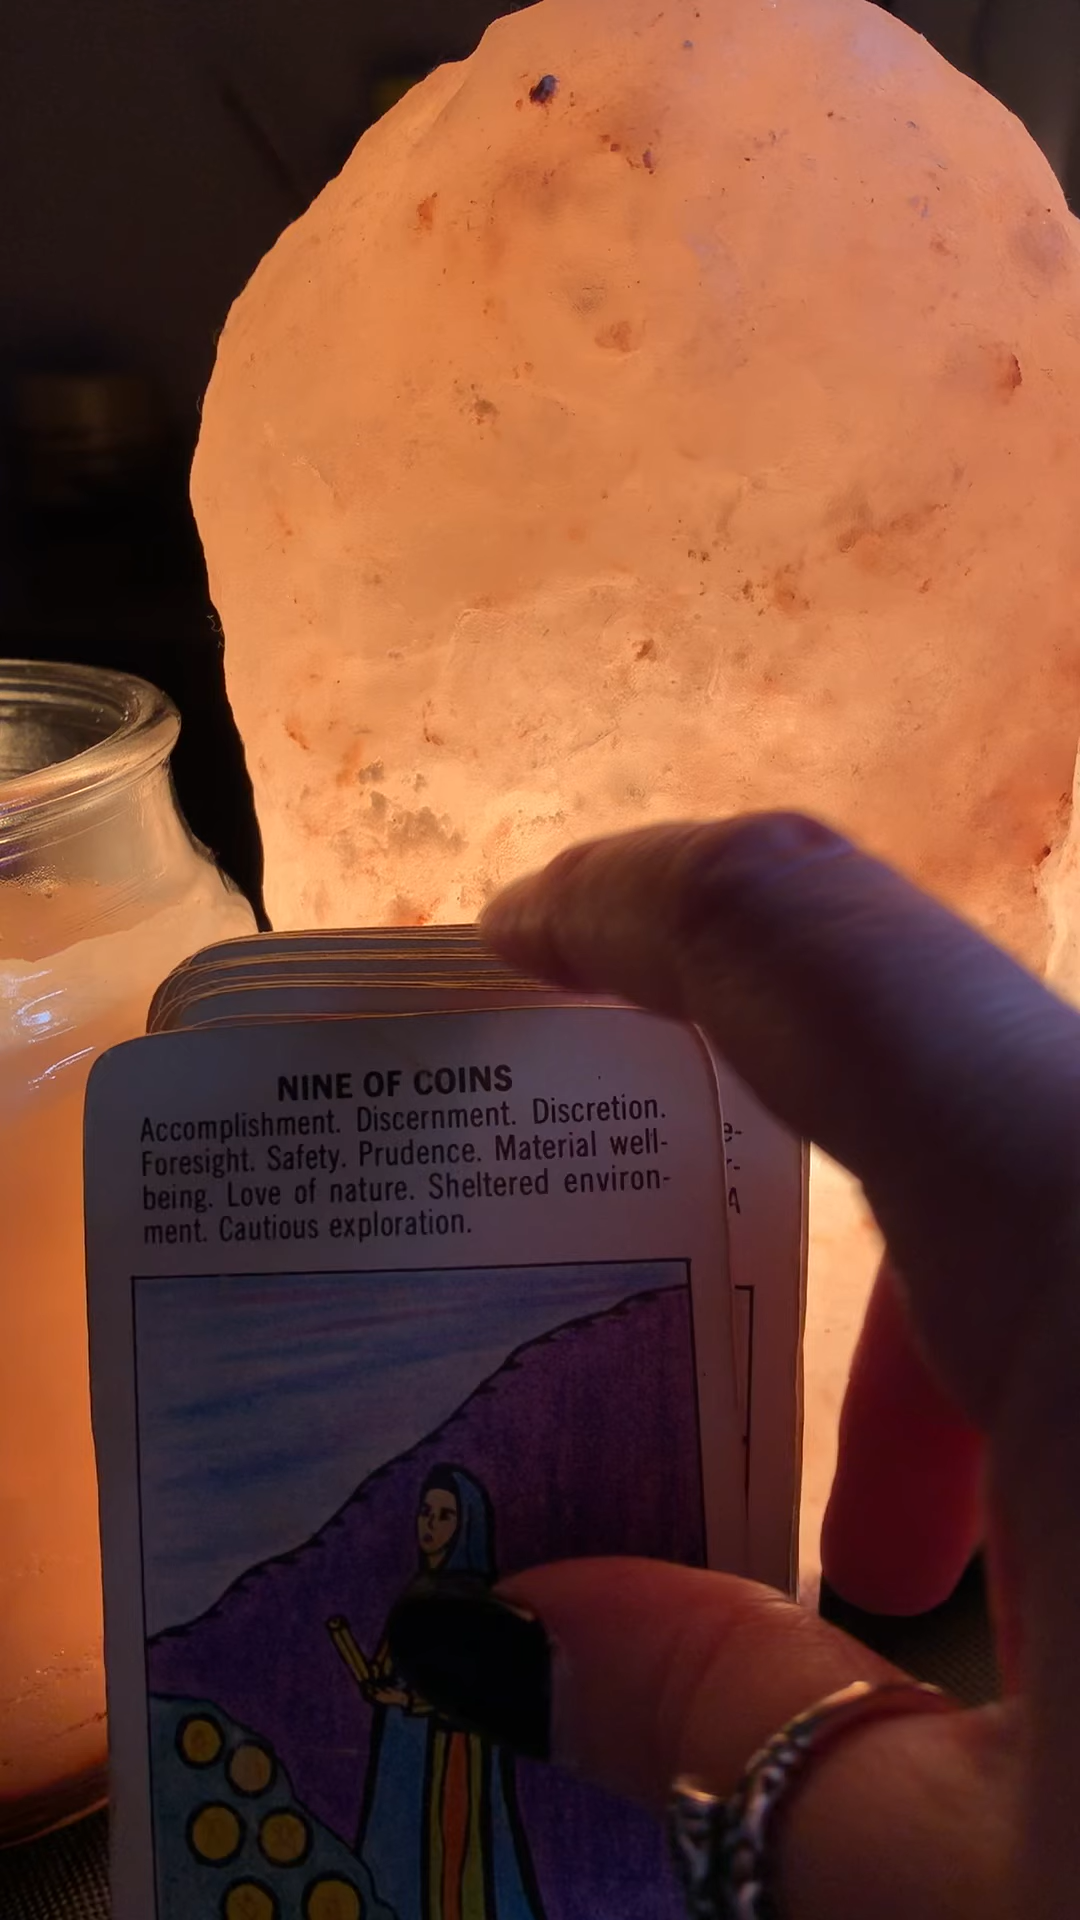 NINE OF COINS
Accomplishment. Discernment. Discretion.
Foresight. Safety. Prudence. Material well-
being. Love of nature. Sheltered environ-
ment. Cautious exploration.
e-
r-
A